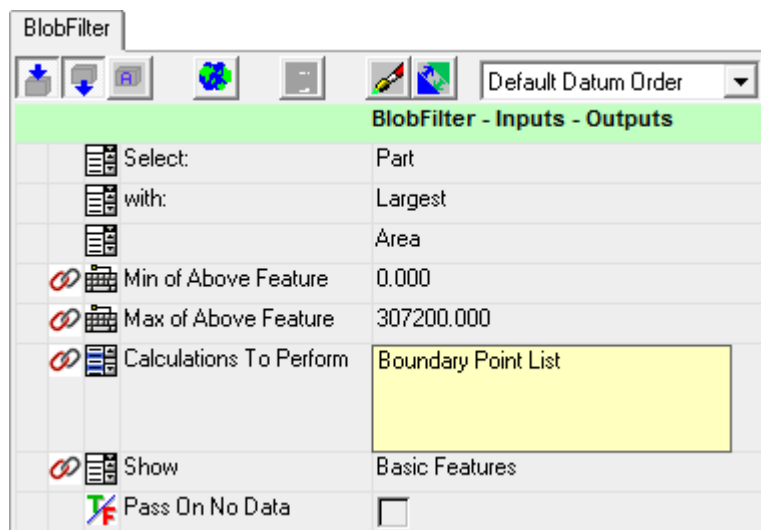 BlobFilter
A Default Datum Order
BlobFilter - Inputs - Outputs
Select: Part
with: Largest
Area
Min of Above Feature 0.000
Max of Above Feature 307200.000
Calculations To Perform Boundary Point List
Show Basic Features
T/F Pass On No Data